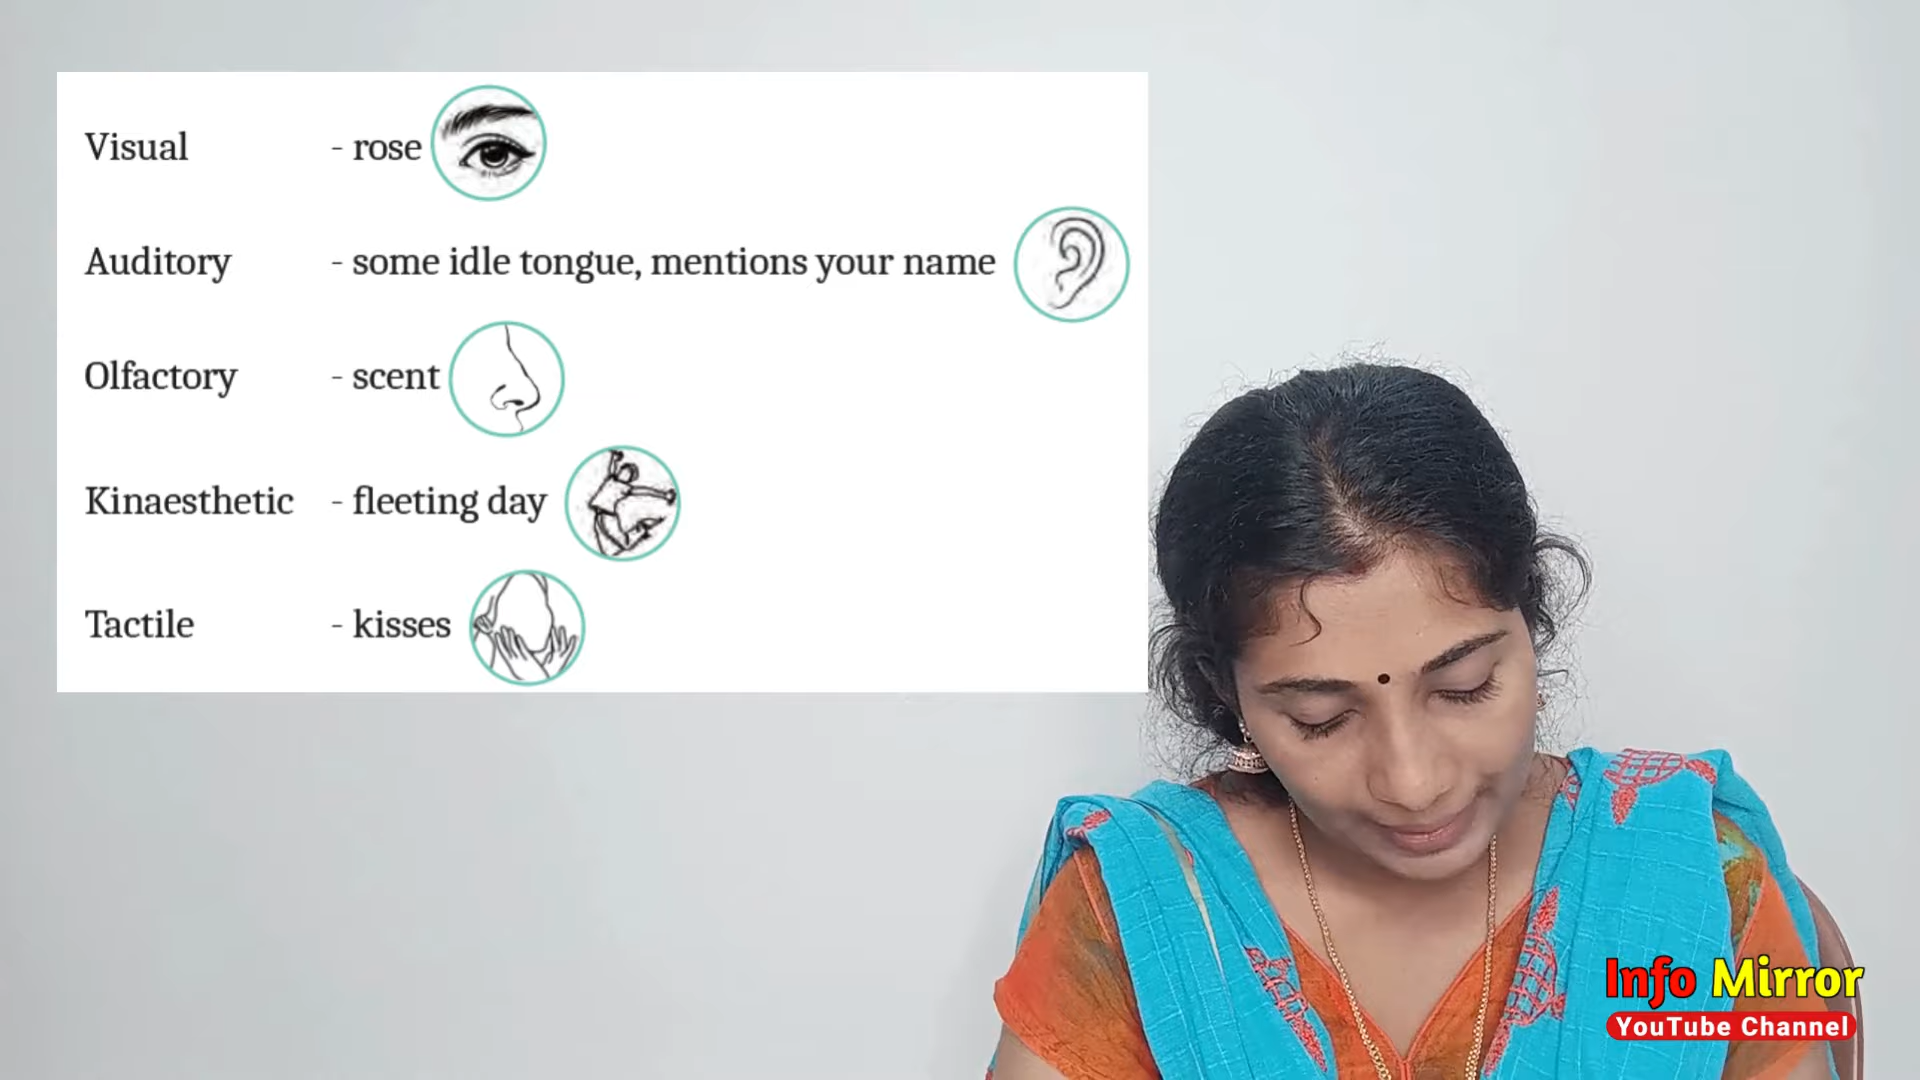 Visual - rose
Auditory - some idle tongue, mentions your name
Olfactory - scent
Kinaesthetic - fleeting day
Tactile - kisses
Info Mirror
YouTube Channel